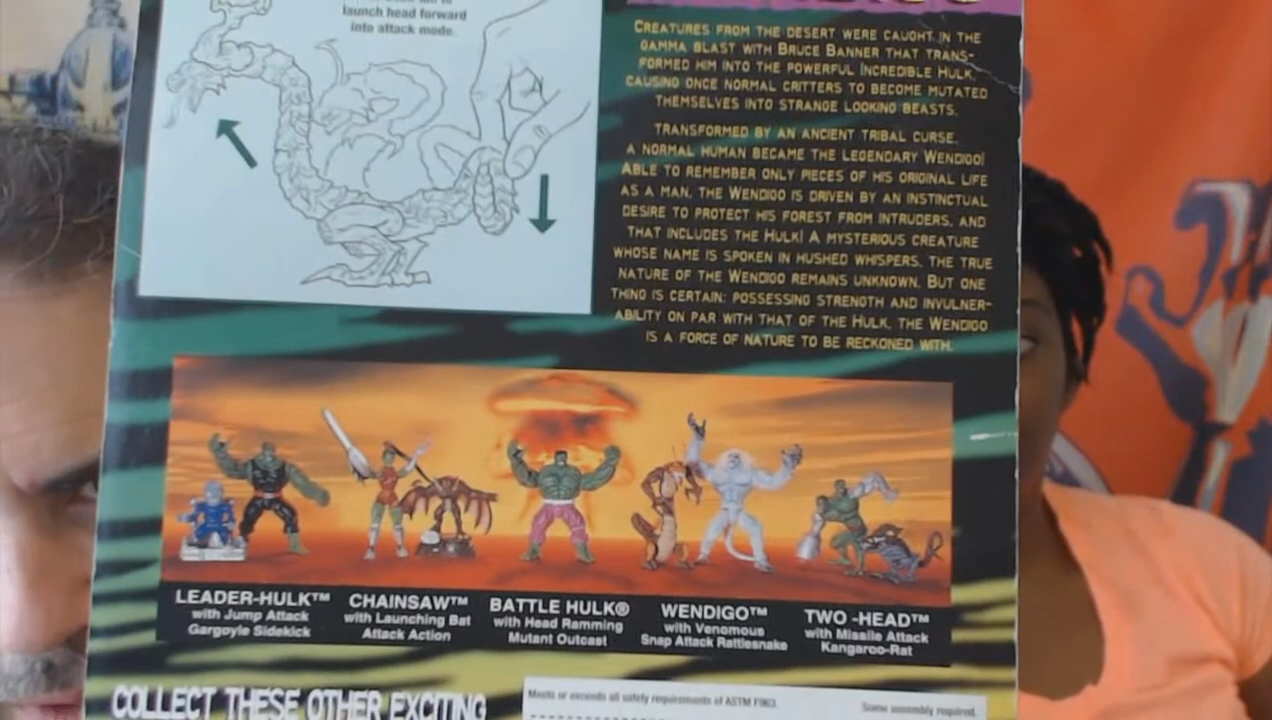 launch head forward
into attack mode.
Creatures from the desert were caught in the
gamma blast with Bruce Banner that trans-
formed him into the powerful Incredible Hulk,
causing once normal critters to become mutated
themselves into strange looking beasts.
Transformed by an ancient tribal curse,
a normal human became the legendary Wendigo!
Able to remember only pieces of his original life
as a man, the Wendigo is driven by an instinctual
desire to protect his forest from intruders, and
that includes the Hulk! A mysterious creature
whose name is spoken in hushed whispers, the true
nature of the Wendigo remains unknown. But one
thing is certain: possessing strength and invulner-
ability on par with that of the Hulk, the Wendigo
is a force of nature to be reckoned with.
LEADER-HULK™
with Jump Attack
Gargoyle Sidekick
CHAINSAW™
with Launching Bat
Attack Action
BATTLE HULK®
with Head Ramming
Mutant Outcast
WENDIGO™
with Venomous
Snap Attack Rattlesnake
TWO -HEAD™
with Missile Attack
Kangaroo-Rat
COLLECT THESE OTHER EXCITING
Meets or exceeds all safety requirements of ASTM F963.
Some assembly required.